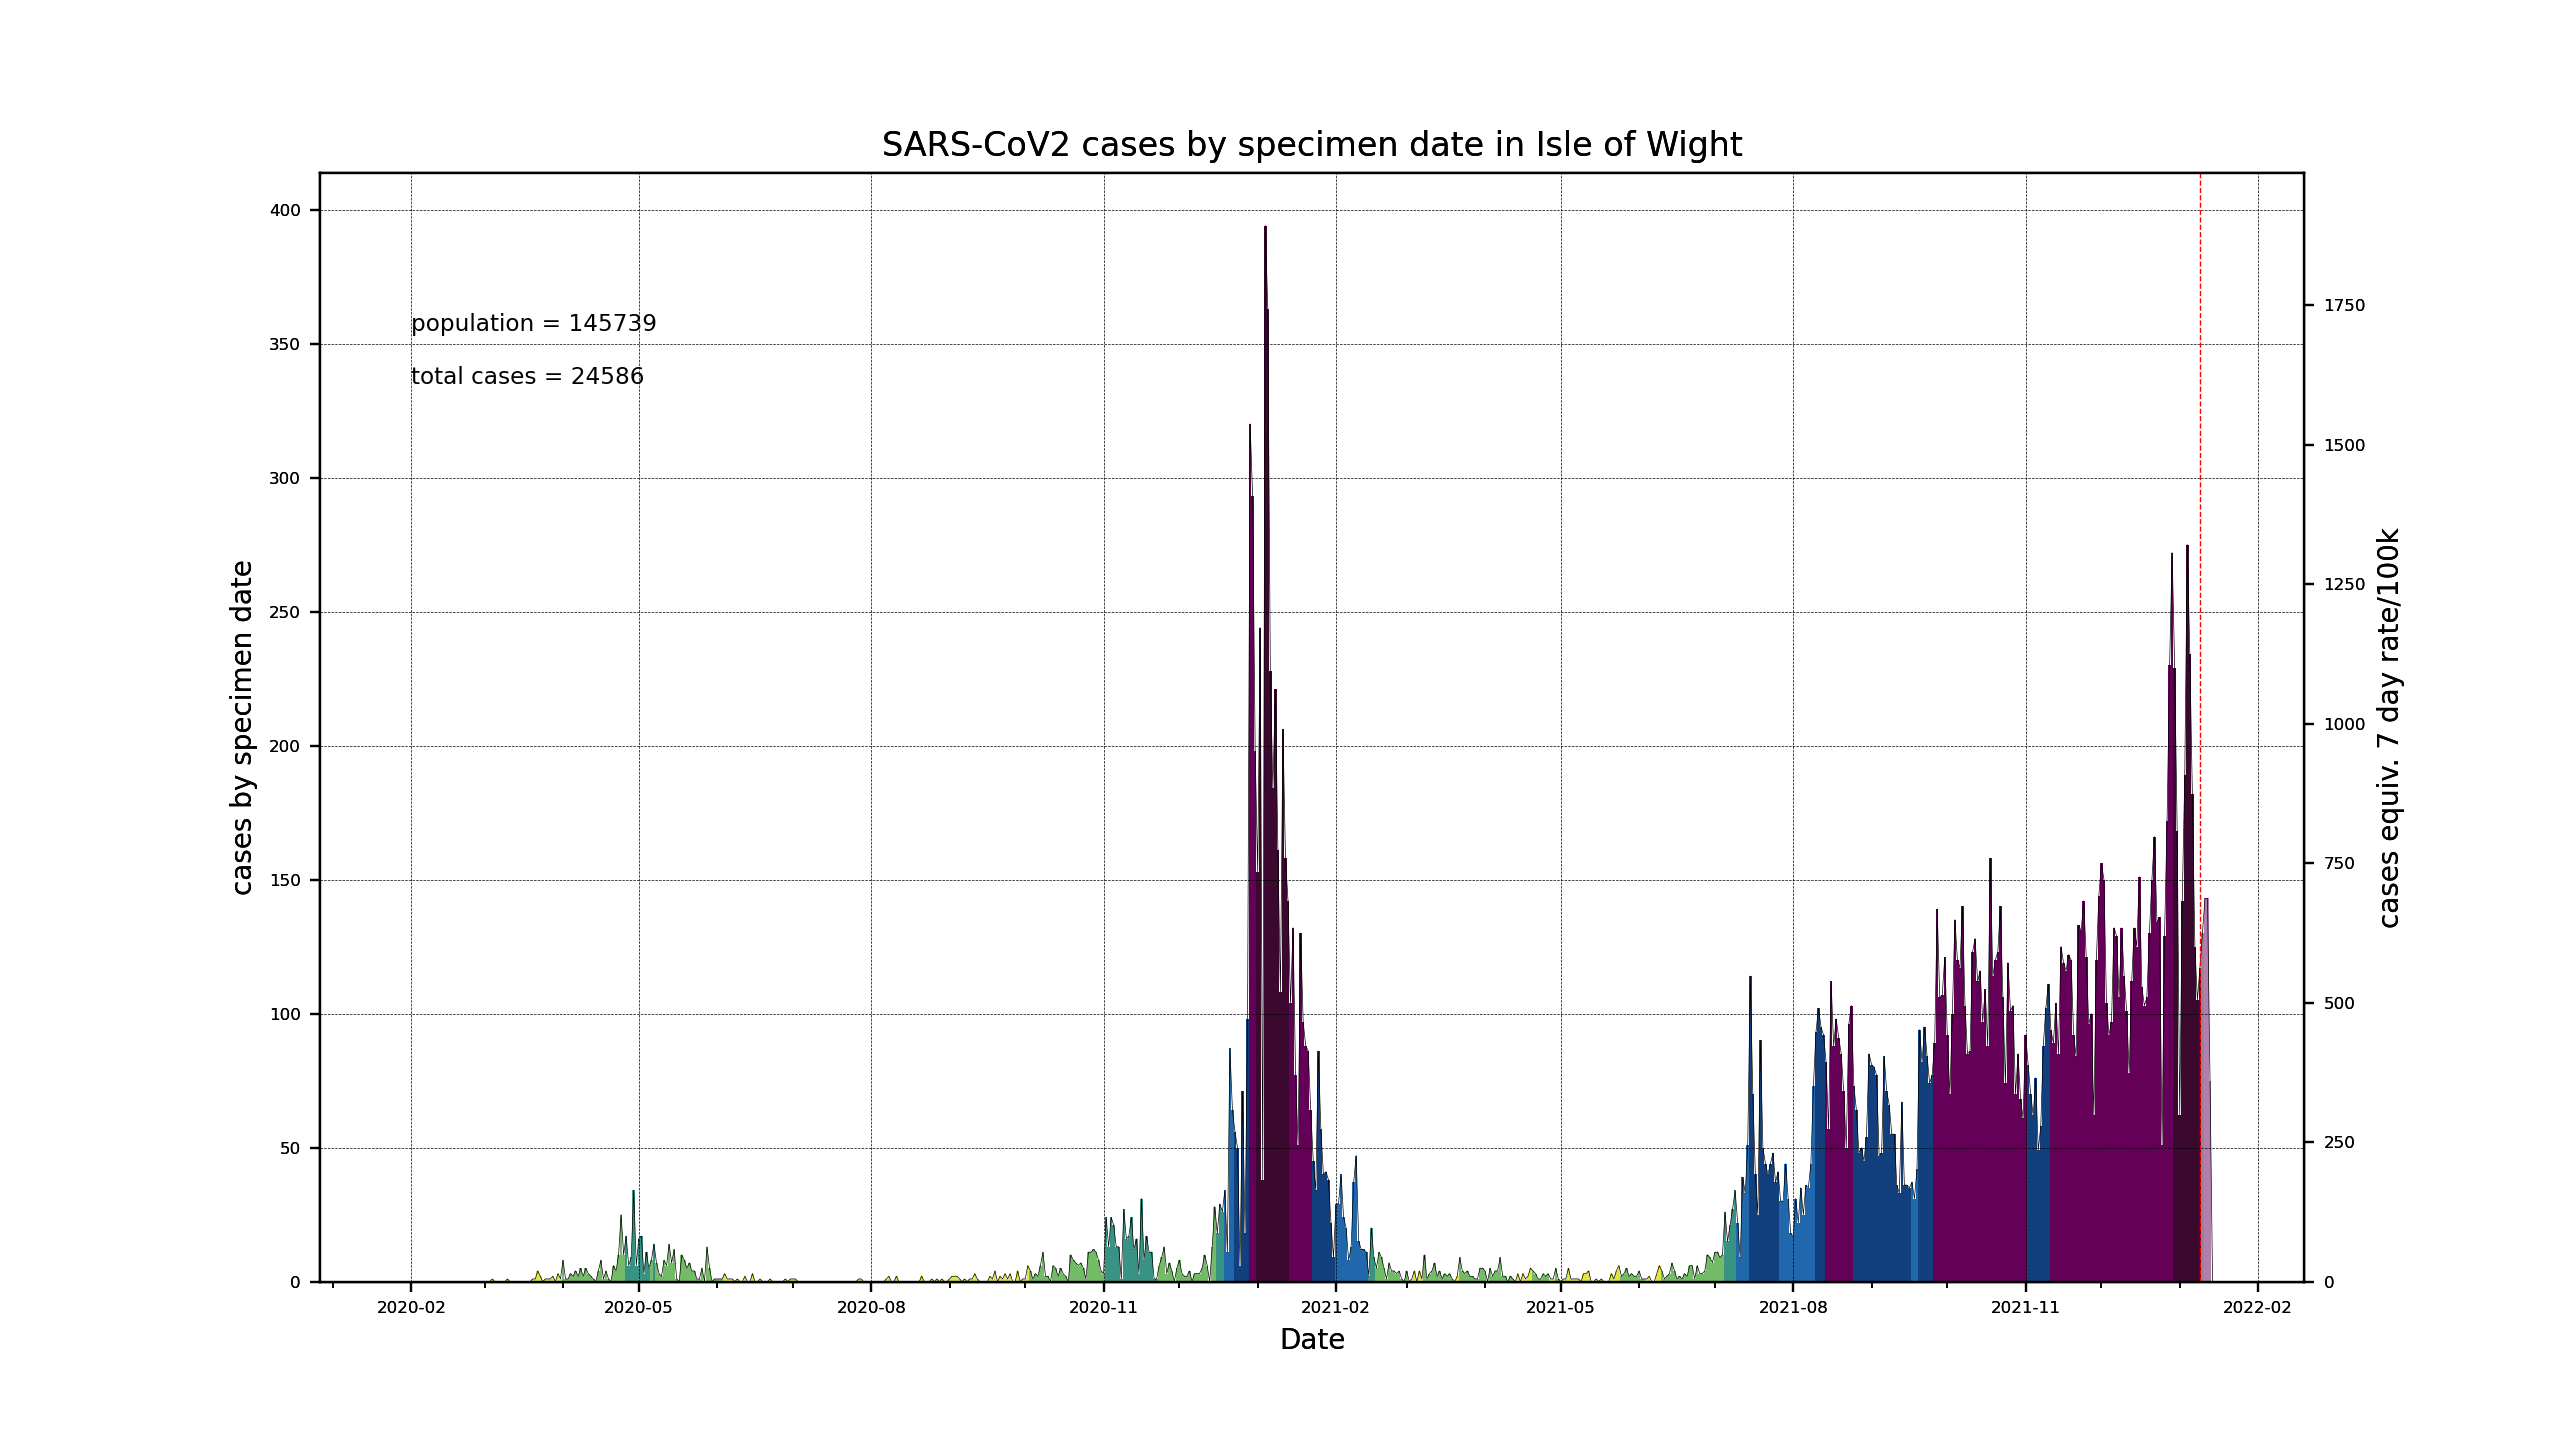 SARS-CoV2 cases by specimen date in Isle of Wight
population = 145739
total cases = 24586
cases by specimen date
400
350
300
250
200
150
100
50
0
cases equiv. 7 day rate/100k
1750
1500
1250
1000
750
500
250
0
2020-02 2020-05 2020-08 2020-11 2021-02 2021-05 2021-08 2021-11 2022-02
Date